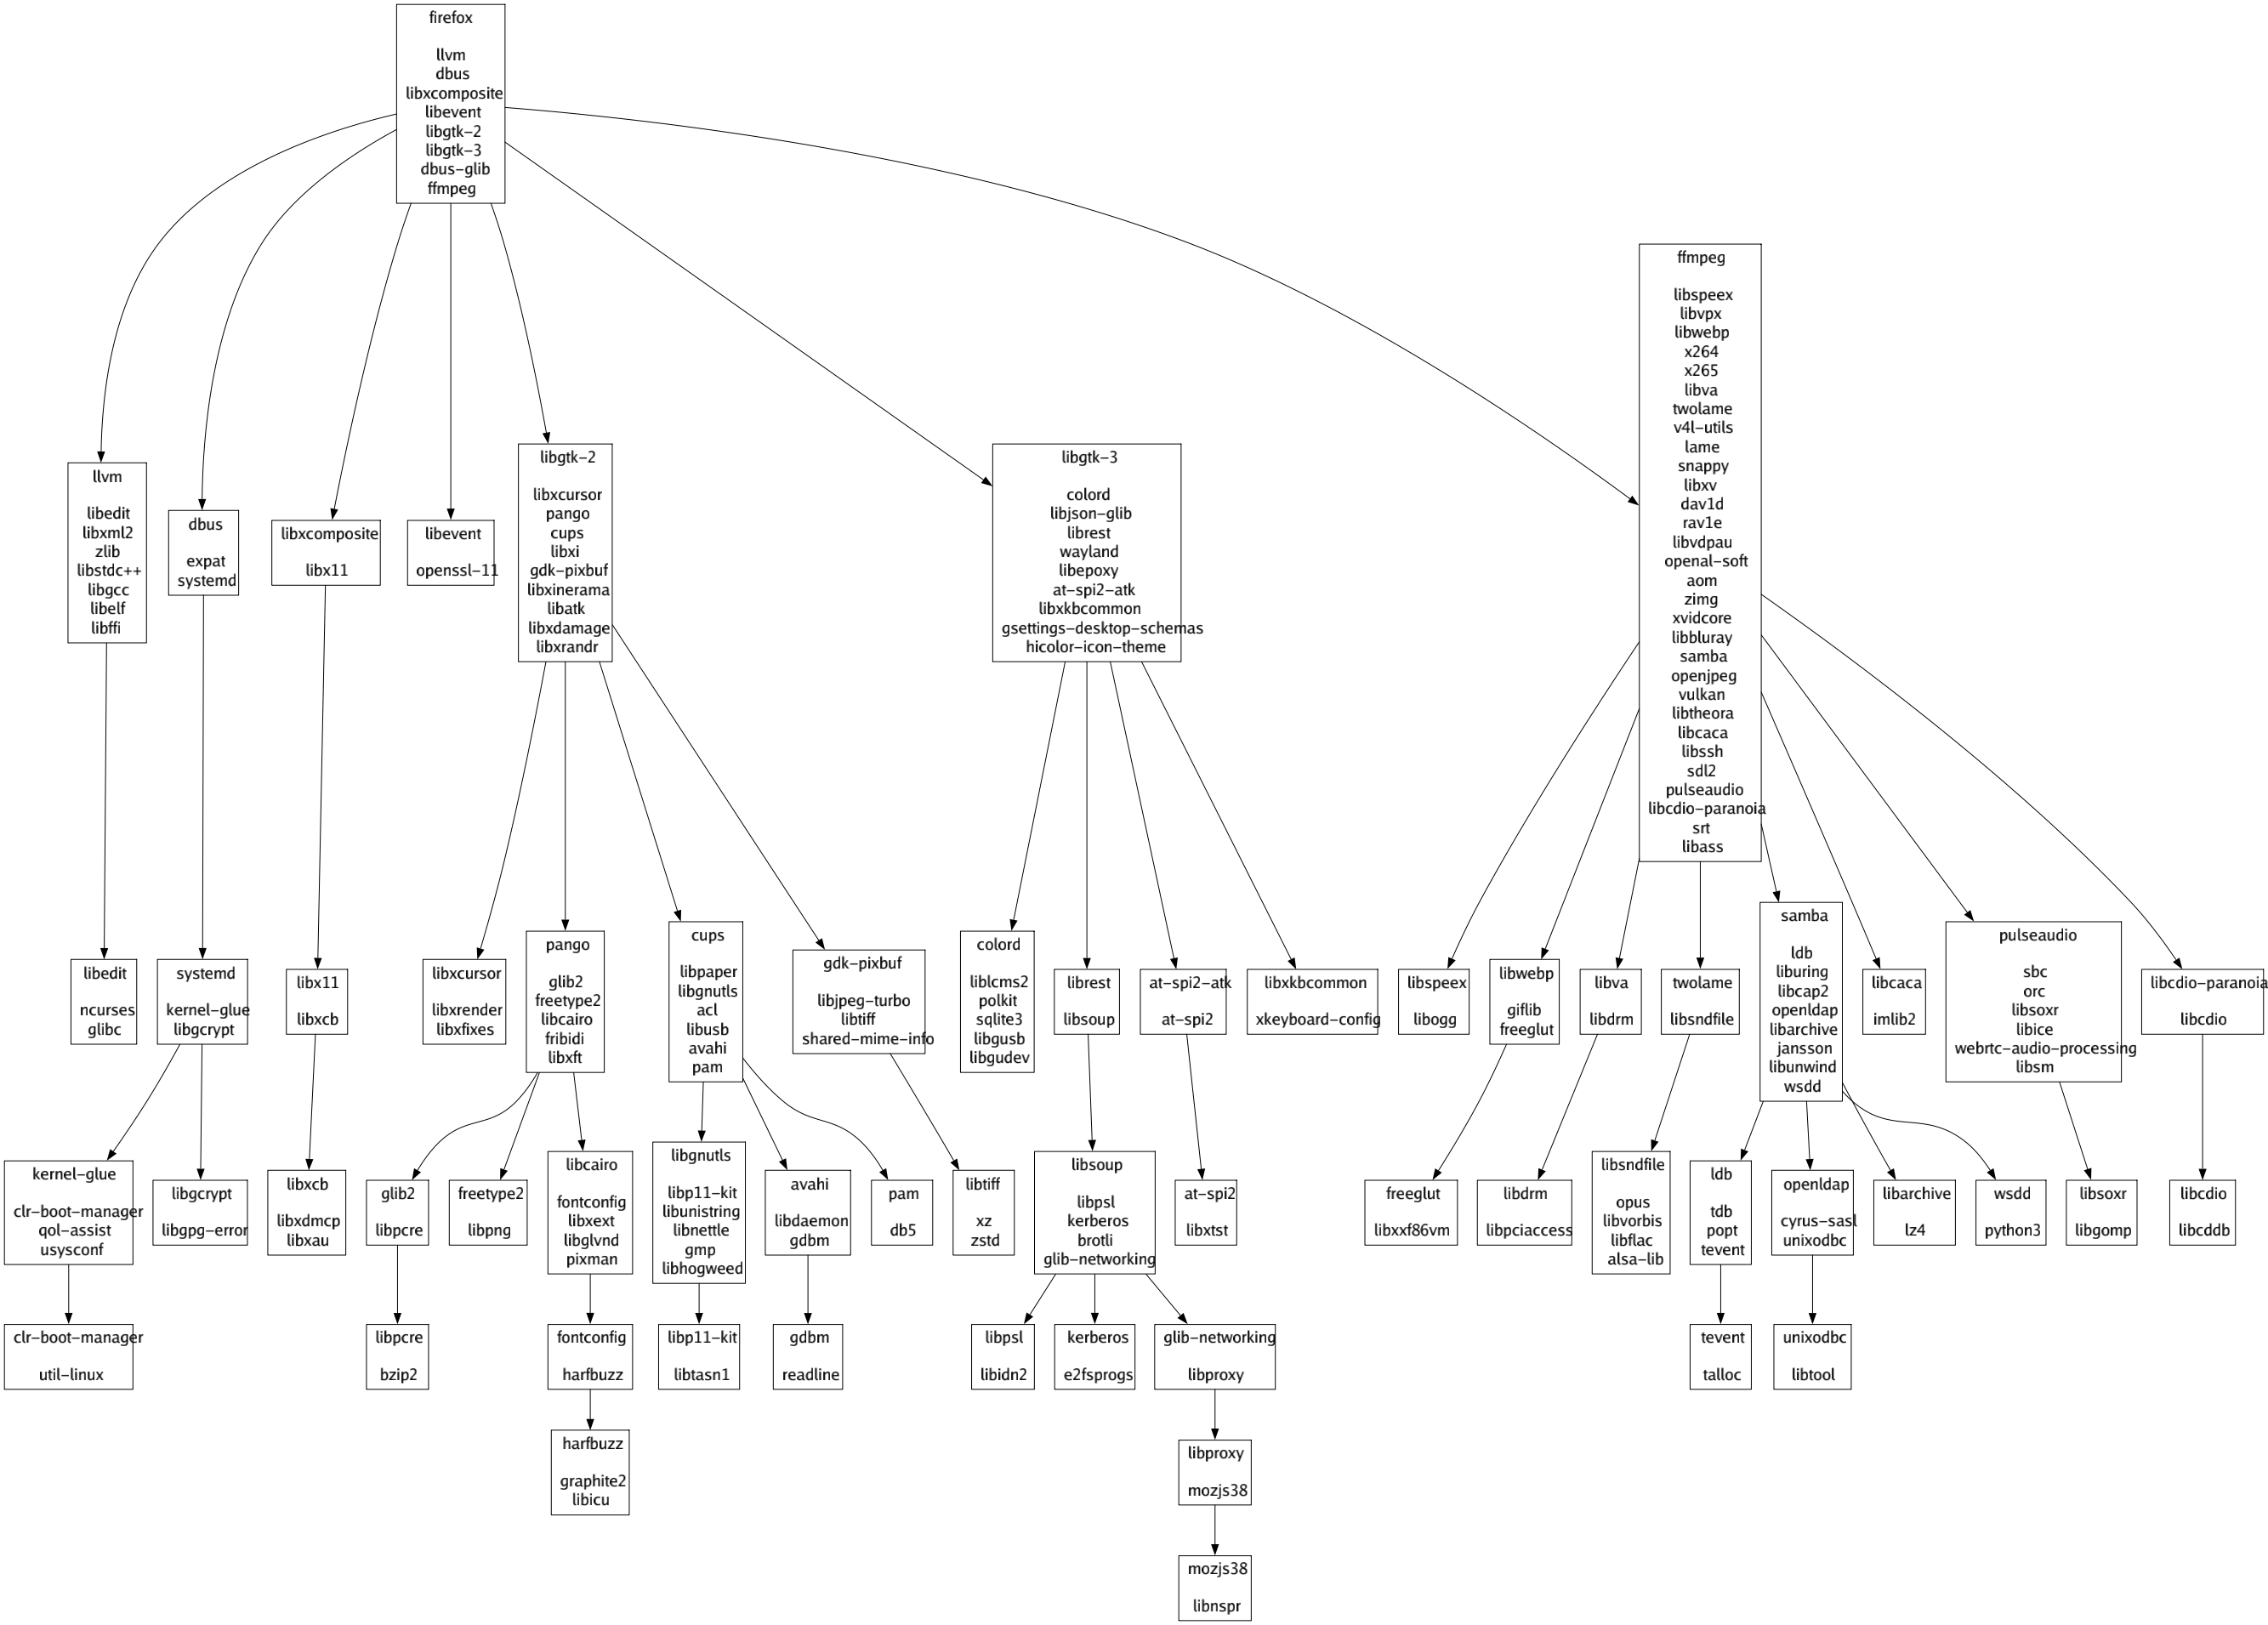 firefox
llvm
dbus
libxcomposite
libevent
libgtk-2
libgtk-3
dbus-glib
ffmpeg
ffmpeg
libspeex
libvpx
libwebp
x264
x265
libva
twolame
v4l-utils
lame
snappy
libxv
dav1d
rav1e
libvdpau
openal-soft
aom
zimg
xvidcore
libbluray
samba
openjpeg
vulkan
libtheora
libcaca
libssh
sdl2
pulseaudio
libcdio-paranoia
srt
libass
llvm
libedit
libxml2
zlib
libstdc++
libgcc
libelf
libffi
dbus
expat
systemd
libxcomposite
libx11
libevent
openssl-11
libgtk-2
libxcursor
pango
cups
libxi
gdk-pixbuf
libxinerama
libatk
libxdamage
libxrandr
libgtk-3
colord
libjson-glib
librest
wayland
libepoxy
at-spi2-atk
libxkbcommon
gsettings-desktop-schemas
hicolor-icon-theme
libedit
ncurses
glibc
systemd
kernel-glue
libgcrypt
libx11
libxcb
libxcursor
libxrender
libxfixes
pango
glib2
freetype2
libcairo
fribidi
libxft
cups
libpaper
libgnutls
acl
libusb
avahi
pam
gdk-pixbuf
libjpeg-turbo
libtiff
shared-mime-info
colord
liblcms2
polkit
sqlite3
libgusb
libgudev
librest
libsoup
at-spi2-atk
at-spi2
libxkbcommon
xkeyboard-config
libspeex
libogg
libwebp
giflib
freeglut
libva
libdrm
twolame
libsndfile
samba
ldb
liburing
libcap2
openldap
libarchive
jansson
libunwind
wsdd
libcaca
imlib2
pulseaudio
sbc
orc
libsoxr
libice
webrtc-audio-processing
libsm
libcdio-paranoia
libcdio
kernel-glue
clr-boot-manager
qol-assist
usysconf
libgcrypt
libgpg-error
libxcb
libxdmcp
libxau
glib2
libpcre
freetype2
libpng
libcairo
fontconfig
libxext
libglvnd
pixman
libgnutls
libp11-kit
libunistring
libnettle
gmp
libhogweed
avahi
libdaemon
gdbm
pam
db5
libtiff
xz
zstd
libsoup
libpsl
kerberos
brotli
glib-networking
at-spi2
libxtst
freeglut
libxxf86vm
libdrm
libpciaccess
libsndfile
opus
libvorbis
libflac
alsa-lib
ldb
tdb
popt
tevent
openldap
cyrus-sasl
unixodbc
libarchive
lz4
wsdd
python3
libsoxr
libgomp
libcdio
libcddb
clr-boot-manager
util-linux
libpcre
bzip2
fontconfig
harfbuzz
libp11-kit
libtasn1
gdbm
readline
libpsl
libidn2
kerberos
e2fsprogs
glib-networking
libproxy
tevent
talloc
unixodbc
libtool
harfbuzz
graphite2
libicu
libproxy
mozjs38
mozjs38
libnspr